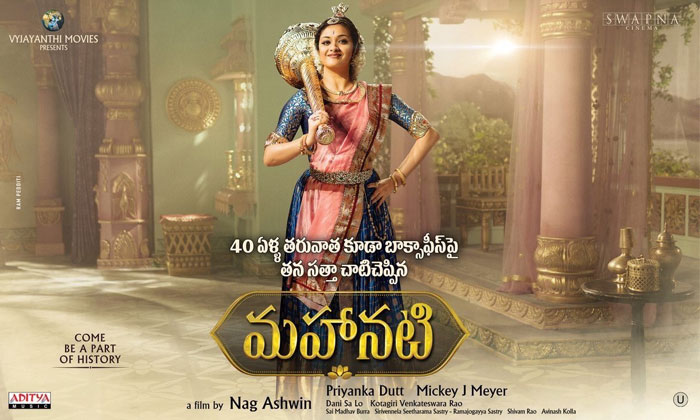 VYJAYANTHI MOVIES
PRESENTS
SWAPNA
CINEMA
RAM PEDDITI
40 ఏళ్ళ తరువాత కూడా బాక్సాఫీస్‌పై
తన సత్తా చాటిచెప్పిన
మహానటి
COME
BE A PART
OF HISTORY
ADITYA
MUSIC
a film by Nag Ashwin
Priyanka Dutt Mickey J Meyer
Dani Sa Lo Kotagiri Venkateswara Rao
Sai Madhav Burra Sirivennela Seetharama Sastry - Ramajogayya Sastry Shivam Rao Avinash Kolla
U